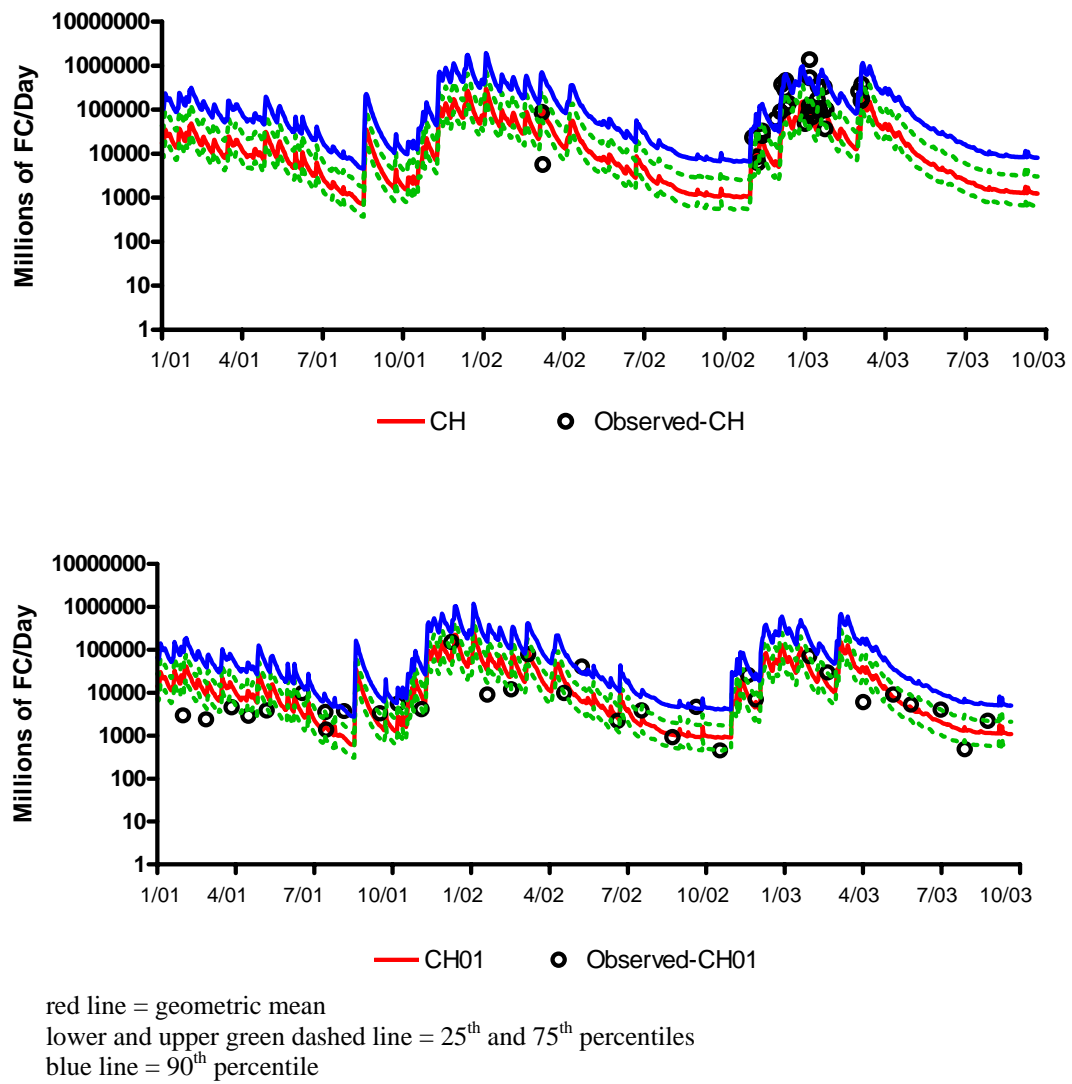 10000000
1000000
100000
10000
1000
100
10
1
Millions of FC/Day
1/01 4/01 7/01 10/01 1/02 4/02 7/02 10/02 1/03 4/03 7/03 10/03
CH Observed-CH
10000000
1000000
100000
10000
1000
100
10
1
Millions of FC/Day
1/01 4/01 7/01 10/01 1/02 4/02 7/02 10/02 1/03 4/03 7/03 10/03
CH01 Observed-CH01
red line = geometric mean
lower and upper green dashed line = 25th and 75th percentiles
blue line = 90th percentile